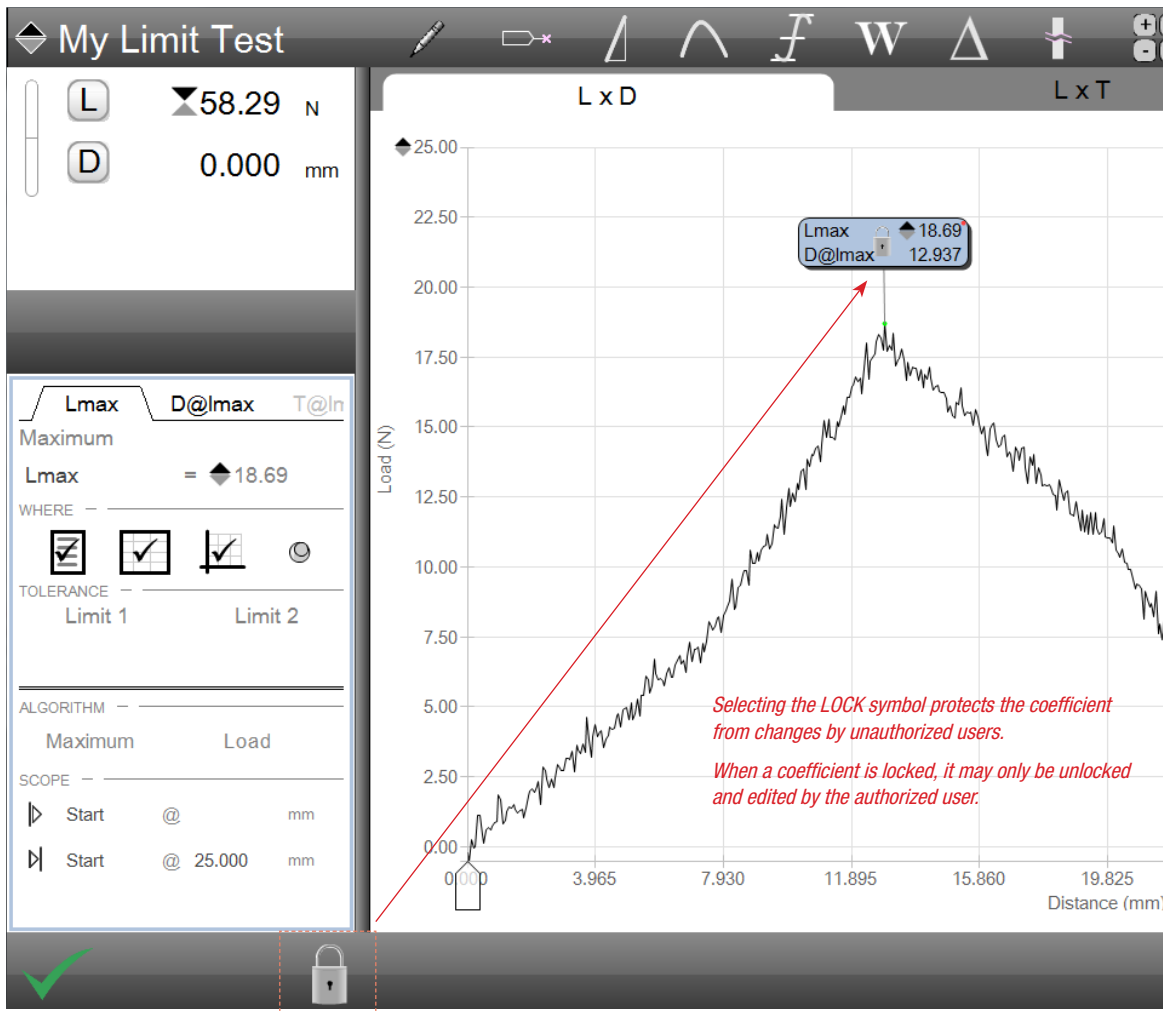 My Limit Test
W
L 58.29 N
D 0.000 mm
L x D
L x T
Lmax D@lmax T@lm
Maximum
Lmax = 18.69
WHERE
TOLERANCE
Limit 1 Limit 2
ALGORITHM
Maximum Load
SCOPE
Start @ mm
Start @ 25.000 mm
25.00
22.50
20.00
17.50
15.00
12.50
10.00
7.50
5.00
2.50
0.00
Load (N)
Lmax 18.69*
D@lmax 12.937
Selecting the LOCK symbol protects the coefficient
from changes by unauthorized users.
When a coefficient is locked, it may only be unlocked
and edited by the authorized user.
0.000 3.965 7.930 11.895 15.860 19.825
Distance (mm)